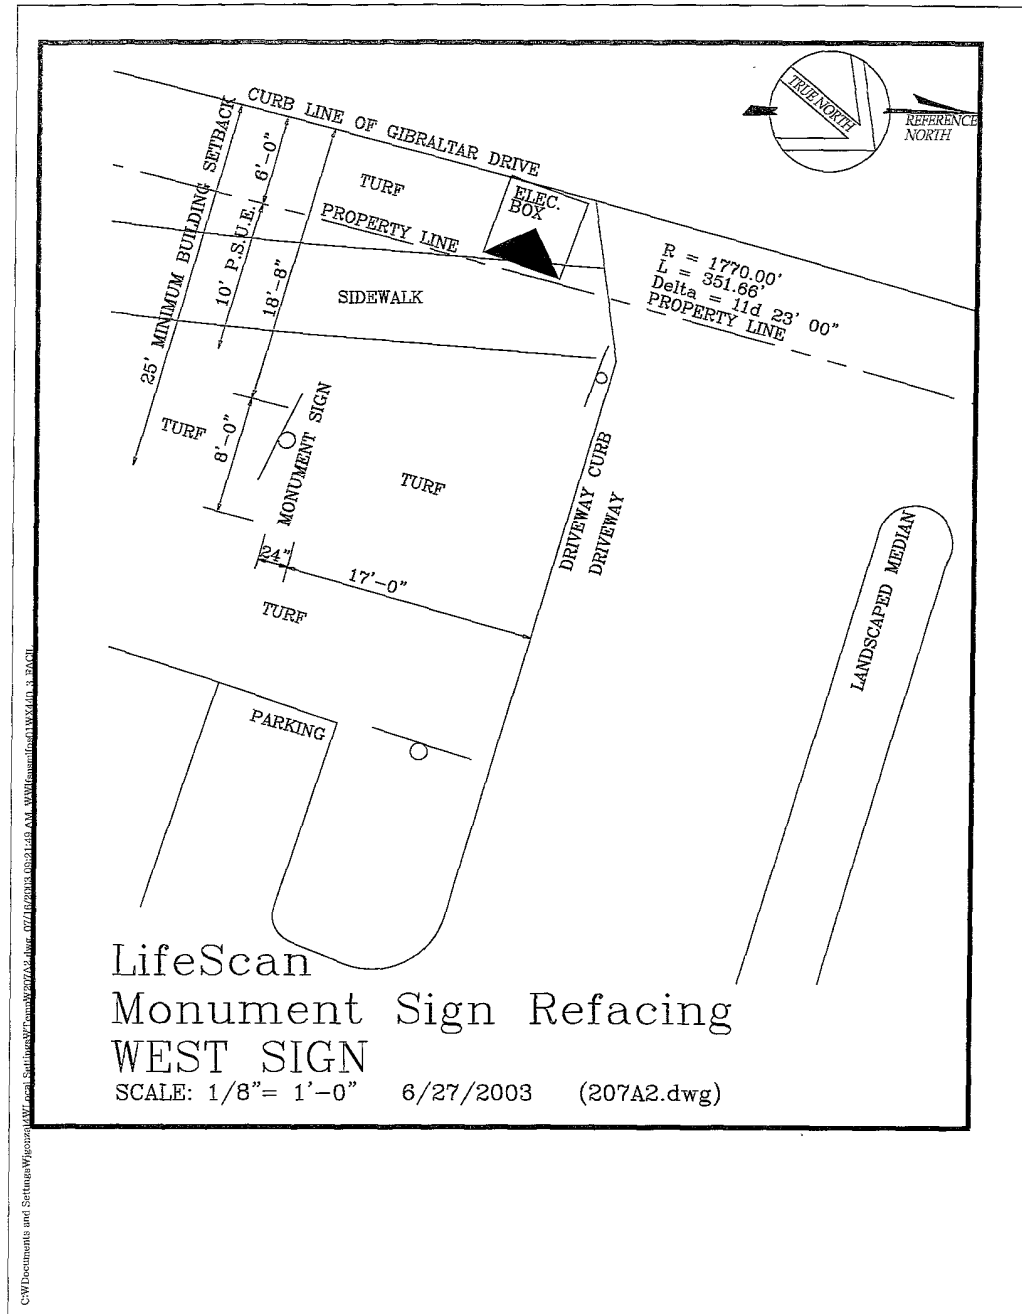 TRUE NORTH
REFERENCE
NORTH
CURB LINE OF GIBRALTAR DRIVE
25' MINIMUM BUILDING SETBACK
6'-0"
10' P.S.U.E.
18'-8"
TURF
ELEC.
BOX
PROPERTY LINE
SIDEWALK
R = 1770.00'
L = 351.66'
Delta = 11d 23' 00"
PROPERTY LINE
TURF
8'-0"
MONUMENT SIGN
TURF
DRIVEWAY CURB
DRIVEWAY
24"
17'-0"
TURF
LANDSCAPED MEDIAN
PARKING
LifeScan
Monument Sign Refacing
WEST SIGN
SCALE: 1/8"= 1'-0" 6/27/2003 (207A2.dwg)